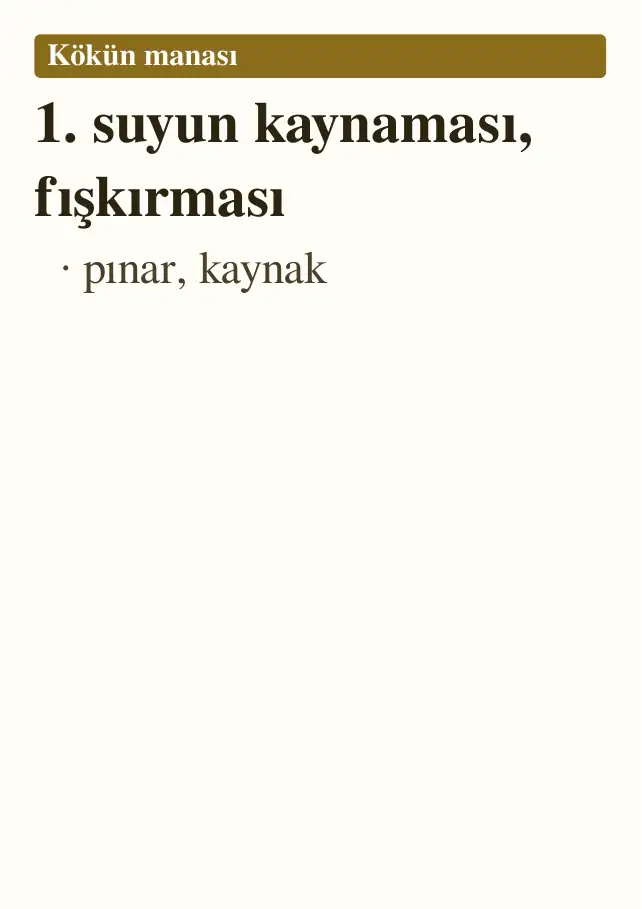 Kökün manası
1. suyun kaynaması,
fışkırması
· pınar, kaynak